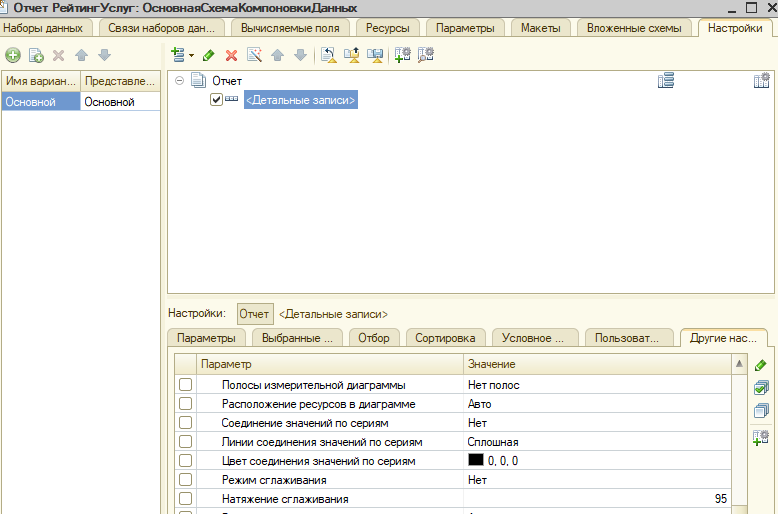 Отчет РейтингУслуг: ОсновнаяСхемаКомпоновкиДанных
Наборы данных Связи наборов дан... Вычисляемые поля Ресурсы Параметры Макеты Вложенные схемы Настройки
Имя вариан... Представле...
Основной Основной
Отчет
<Детальные записи>
Настройки: Отчет <Детальные записи>
Параметры Выбранные ... Отбор Сортировка Условное ... Пользоват... Другие нас...
Параметр Значение
Полосы измерительной диаграммы Нет полос
Расположение ресурсов в диаграмме Авто
Соединение значений по сериям Нет
Линии соединения значений по сериям Сплошная
Цвет соединения значений по сериям 0, 0, 0
Режим сглаживания Нет
Натяжение сглаживания 95